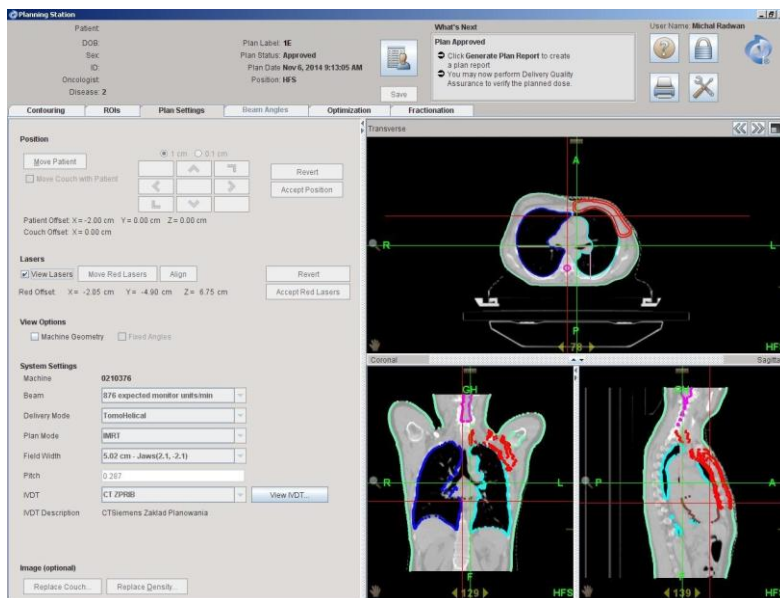 Planning Station
Patient:
DOB:
Sex:
ID:
Oncologist:
Disease: 2
Plan Label: 1E
Plan Status: Approved
Plan Date Nov 6, 2014 9:13:05 AM
Position: HFS
Save
What's Next
Plan Approved
Click Generate Plan Report to create
a plan report.
You may now perform Delivery Quality
Assurance to verify the planned dose.
User Name: Michal Radwan
Contouring ROIs Plan Settings Beam Angles Optimization Fractionation
Position
1 cm 0.1 cm
Move Patient
Revert
Move Couch with Patient
Accept Position
Patient Offset: X = -2.00 cm Y = 0.00 cm Z = 0.00 cm
Couch Offset: X = 0.00 cm
Lasers
View Lasers Move Red Lasers Align Revert
Red Offset X = -2.05 cm Y = -4.90 cm Z = 6.75 cm Accept Red Lasers
View Options
Machine Geometry Fixed Angles
System Settings
Machine 0210376
Beam 876 expected monitor units/min
Delivery Mode TomoHelical
Plan Mode IMRT
Field Width 5.02 cm - Jaws(2.1, -2.1)
Pitch 0.287
IVDT CT ZPRIB View IVDT...
IVDT Description CTSiemens Zaklad Planowania
Image (optional)
Replace Couch... Replace Density...
Transverse
A
R
L
P
78
HFS
Coronal
Sagitta
GH
R
L
F
129
HFS
P
A
139
HFS